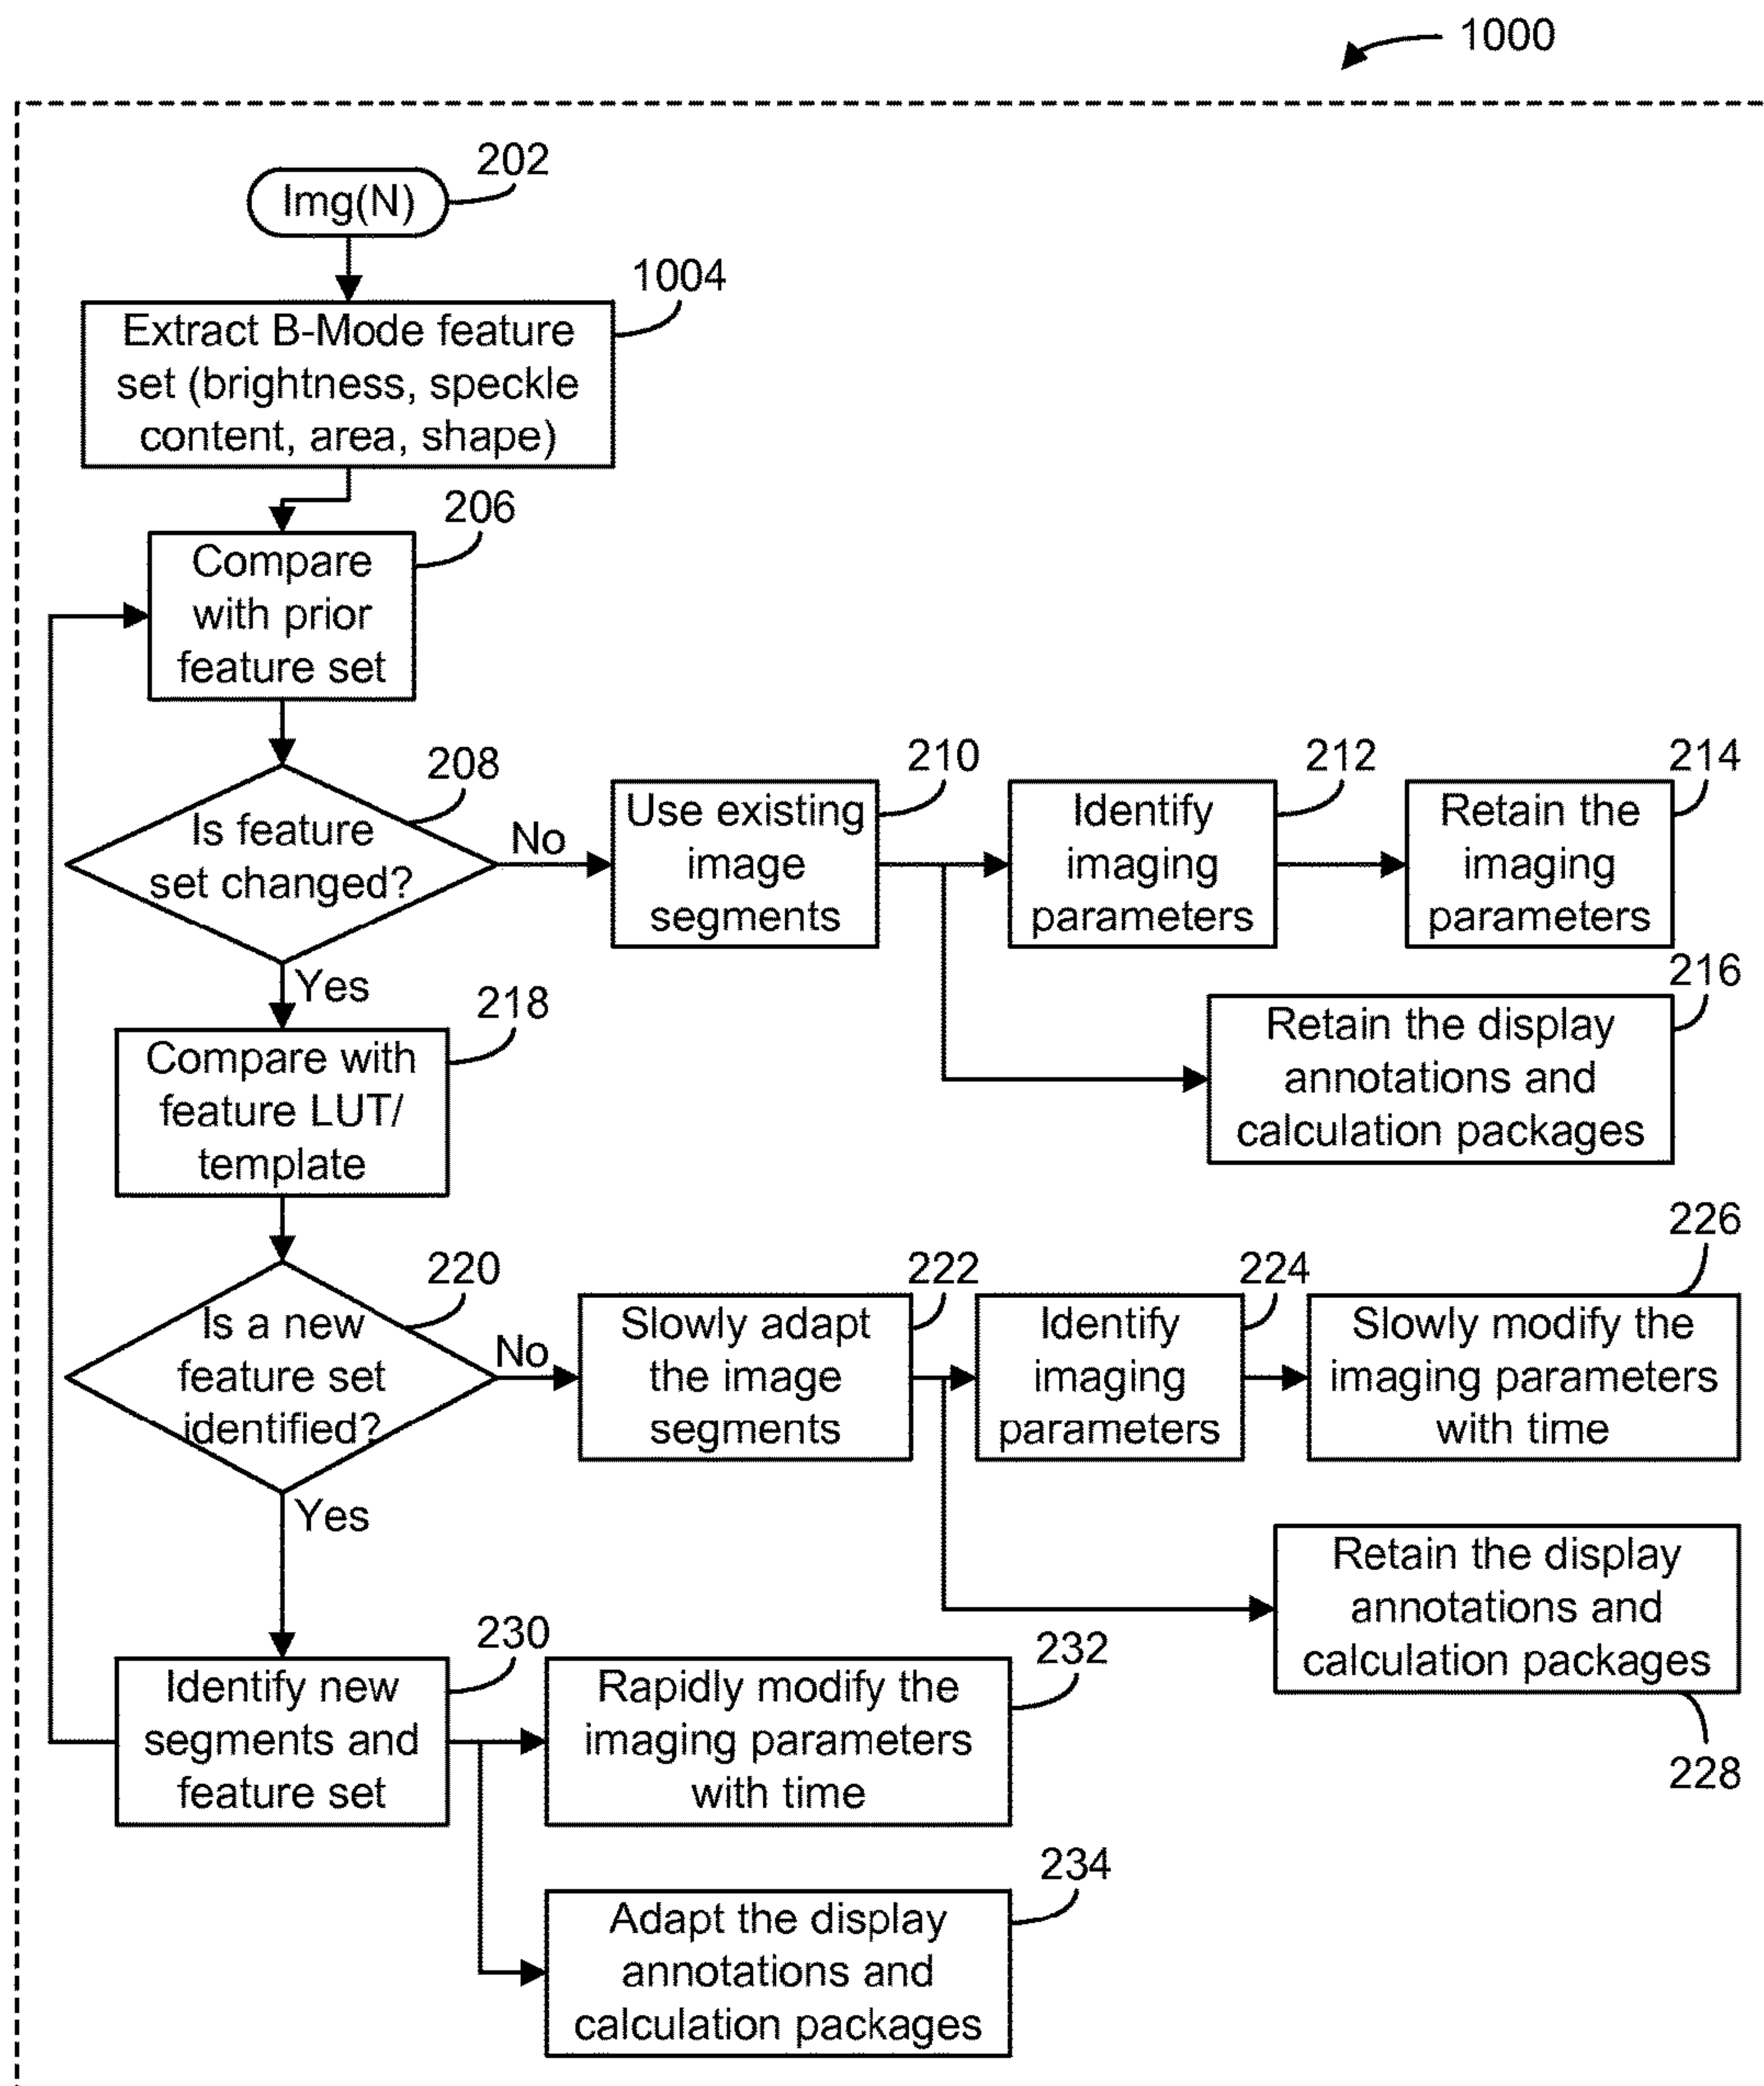 1000
202
Img(N)
1004
Extract B-Mode feature
set (brightness, speckle
content, area, shape)
206
Compare
with prior
feature set
208
Is feature
set changed?
No
Yes
210
Use existing
image
segments
212
Identify
imaging
parameters
214
Retain the
imaging
parameters
216
Retain the display
annotations and
calculation packages
218
Compare with
feature LUT/
template
220
Is a new
feature set
identified?
No
Yes
222
Slowly adapt
the image
segments
224
Identify
imaging
parameters
226
Slowly modify the
imaging parameters
with time
Retain the display
annotations and
calculation packages
228
230
Identify new
segments and
feature set
232
Rapidly modify the
imaging parameters
with time
234
Adapt the display
annotations and
calculation packages